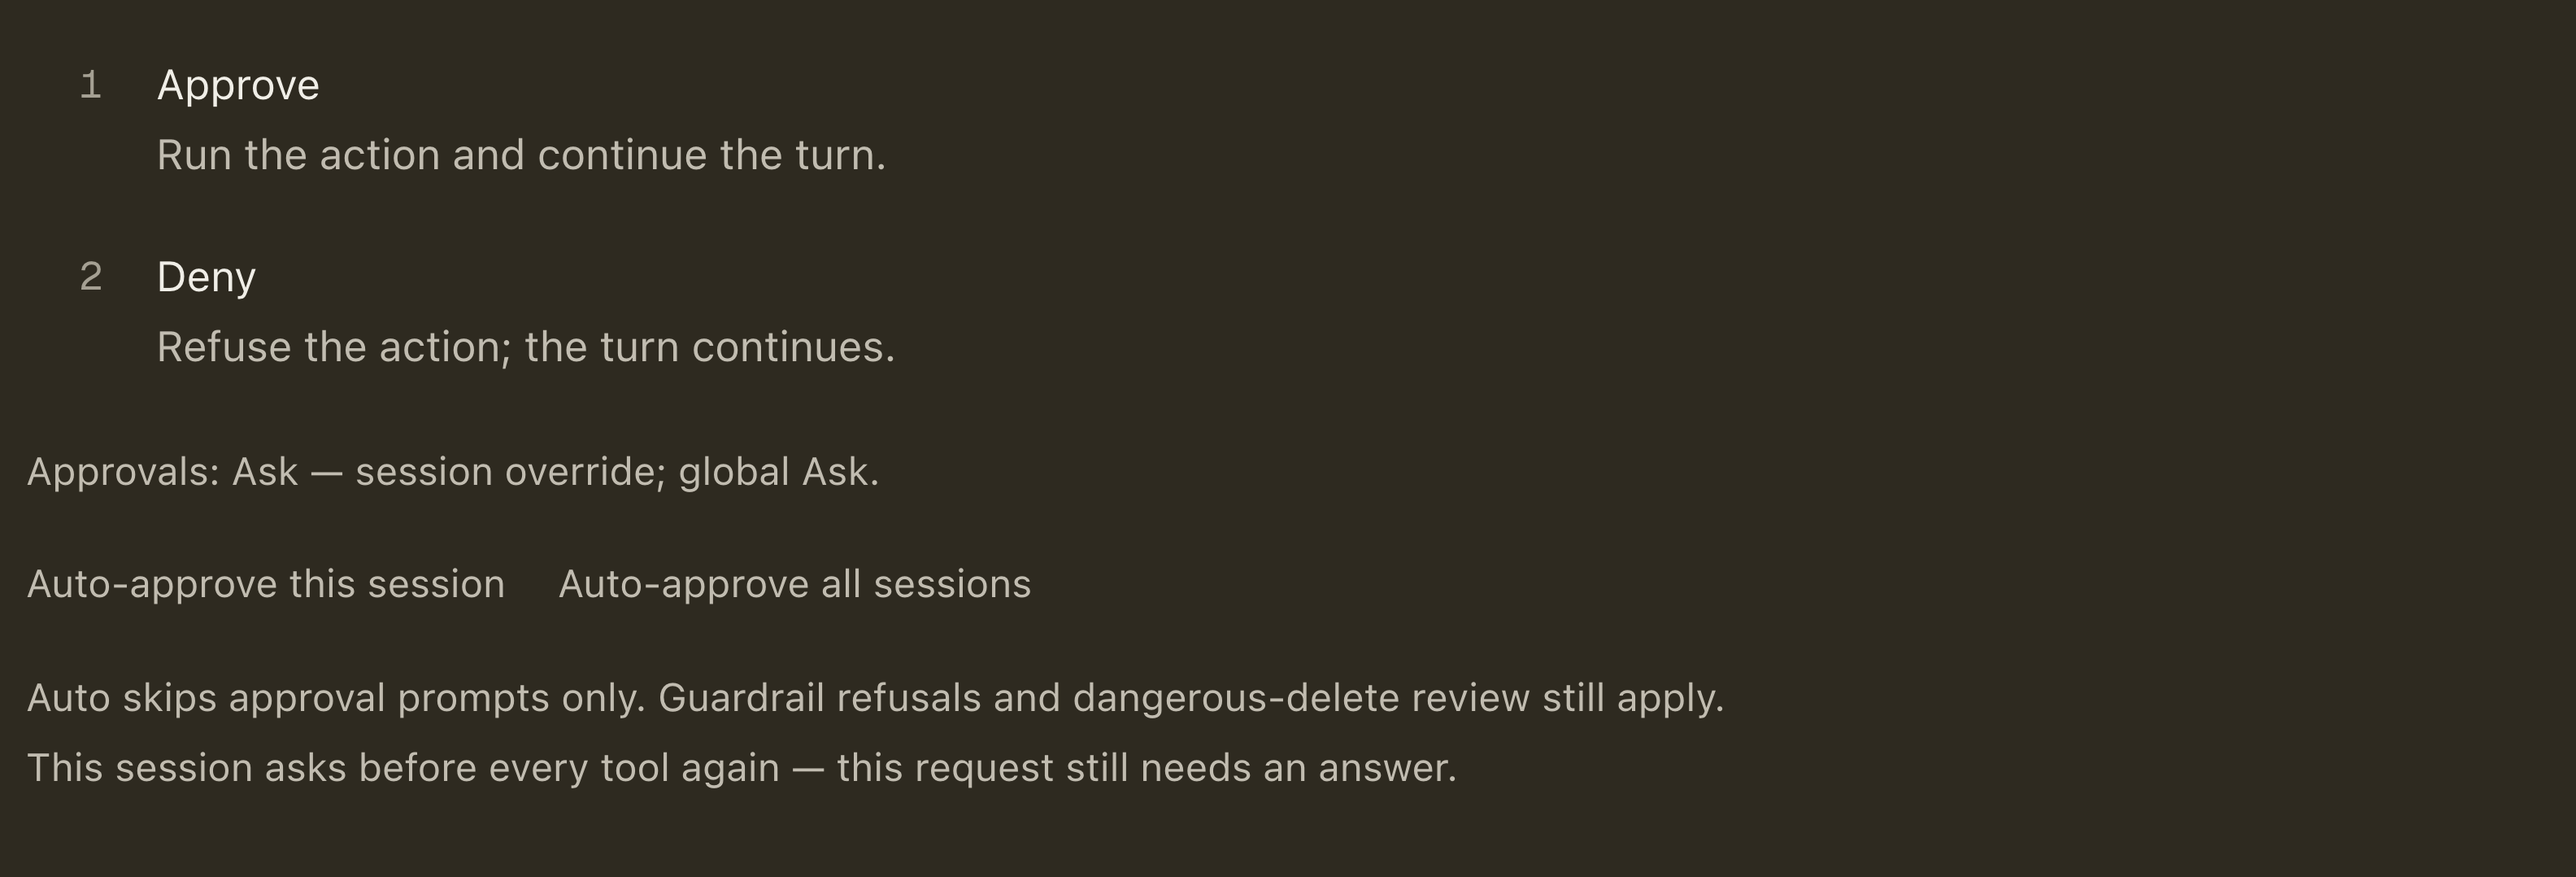 1 Approve
Run the action and continue the turn.
2 Deny
Refuse the action; the turn continues.
Approvals: Ask — session override; global Ask.
Auto-approve this session Auto-approve all sessions
Auto skips approval prompts only. Guardrail refusals and dangerous-delete review still apply.
This session asks before every tool again — this request still needs an answer.